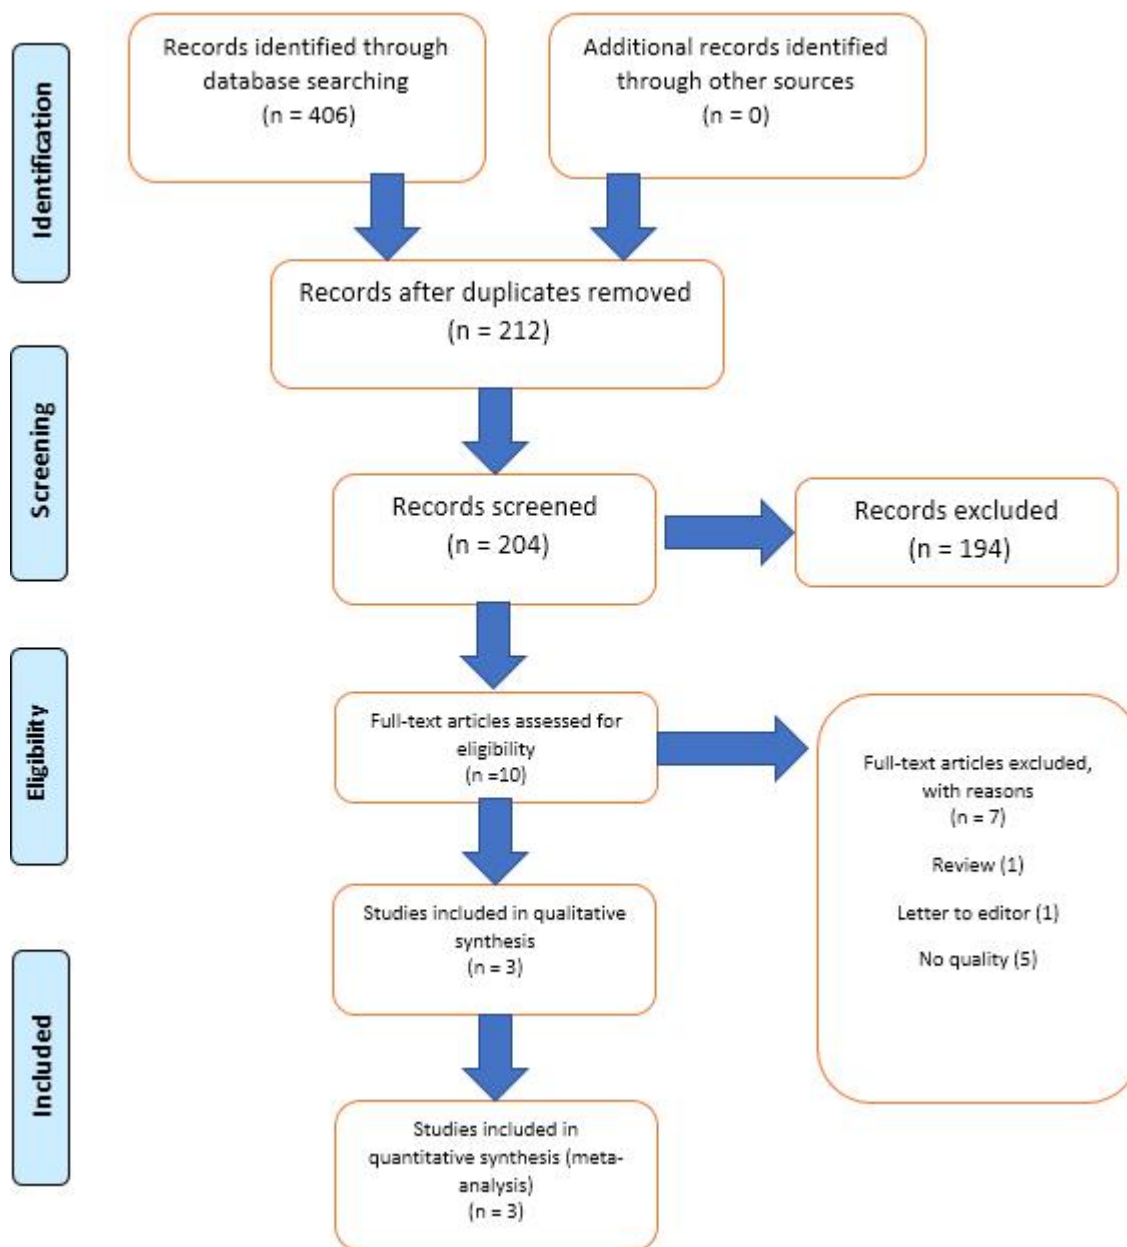 Identification
Records identified through
database searching
(n = 406)
Additional records identified
through other sources
(n = 0)
Records after duplicates removed
(n = 212)
Screening
Records screened
(n = 204)
Records excluded
(n = 194)
Eligibility
Full-text articles assessed for
eligibility
(n =10)
Full-text articles excluded,
with reasons
(n = 7)
Review (1)
Letter to editor (1)
No quality (5)
Studies included in qualitative
synthesis
(n = 3)
Included
Studies included in
quantitative synthesis (meta-
analysis)
(n = 3)